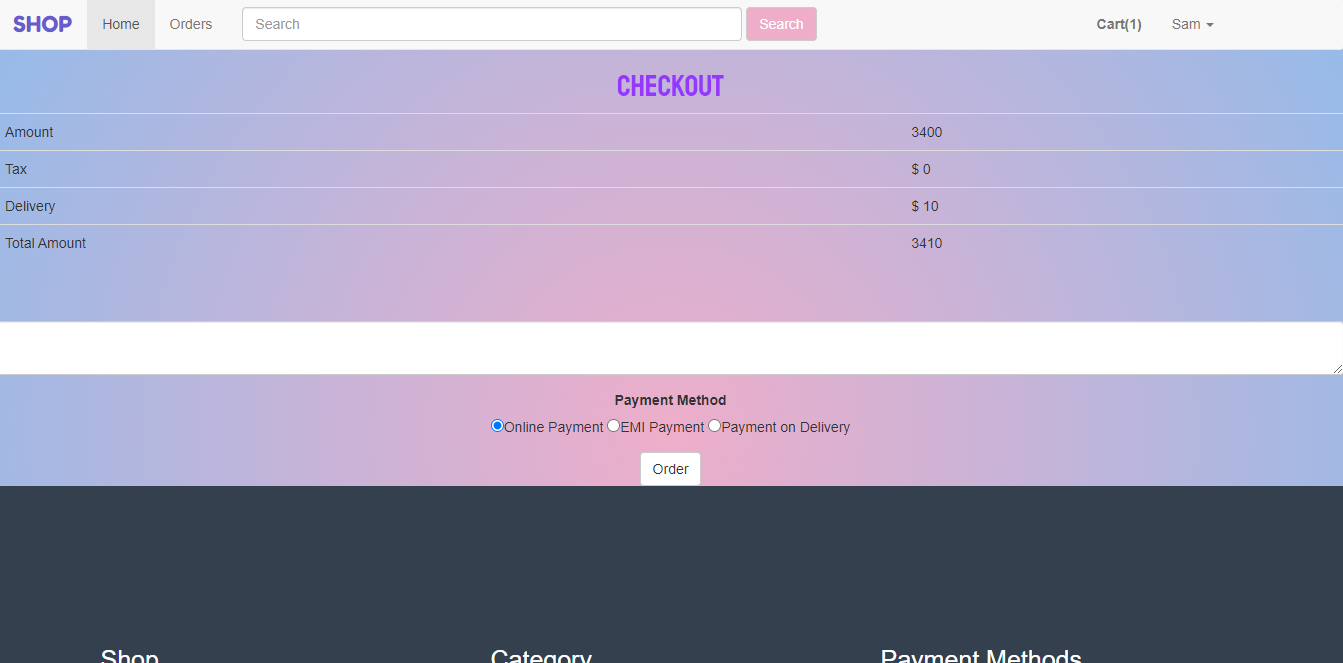 SHOP Home Orders Search Search Cart(1) Sam
CHECKOUT
Amount 3400
Tax $ 0
Delivery $ 10
Total Amount 3410
Payment Method
Online Payment EMI Payment Payment on Delivery
Order
Shop Category Payment Methods